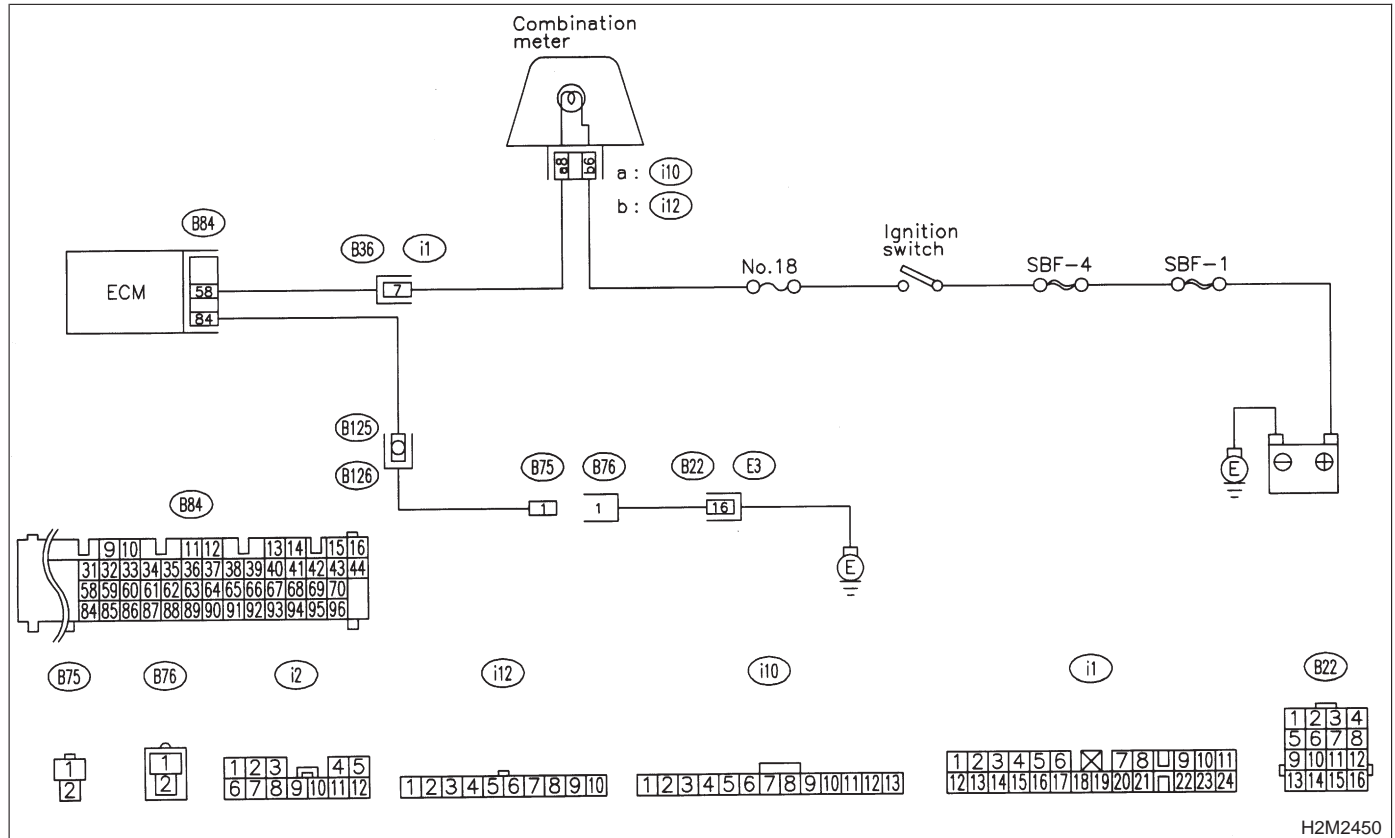 Combination
meter
a8 b6
a : i10
b : i12
B84
B36 i1
Ignition
switch
No.18
SBF-4
SBF-1
ECM
58
7
84
B125
B126
B75 B76 B22 E3
1 1 16
E
E
⊖ ⊕
B84
9 10 11 12 13 14 15 16
31 32 33 34 35 36 37 38 39 40 41 42 43 44
58 59 60 61 62 63 64 65 66 67 68 69 70
84 85 86 87 88 89 90 91 92 93 94 95 96
B75
1
2
B76
1
2
i2
1 2 3 4 5
6 7 8 9 10 11 12
i12
1 2 3 4 5 6 7 8 9 10
i10
1 2 3 4 5 6 7 8 9 10 11 12 13
i1
1 2 3 4 5 6 7 8 9 10 11
12 13 14 15 16 17 18 19 20 21 22 23 24
B22
1 2 3 4
5 6 7 8
9 10 11 12
13 14 15 16
H2M2450